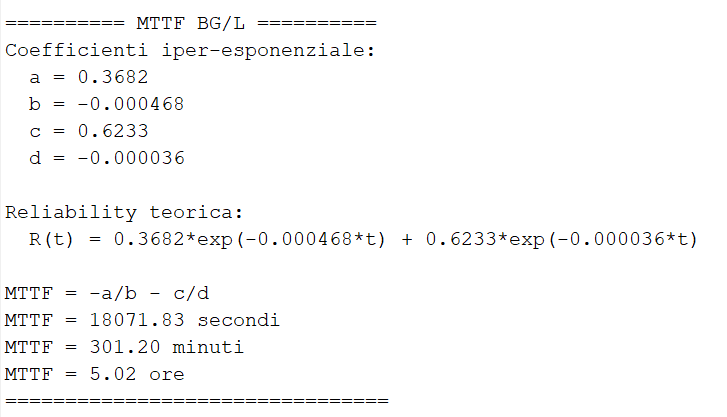 ========== MTTF BG/L ==========
Coefficienti iper-esponenziale:
  a = 0.3682
  b = -0.000468
  c = 0.6233
  d = -0.000036

Reliability teorica:
  R(t) = 0.3682*exp(-0.000468*t) + 0.6233*exp(-0.000036*t)

MTTF = -a/b - c/d
MTTF = 18071.83 secondi
MTTF = 301.20 minuti
MTTF = 5.02 ore
================================